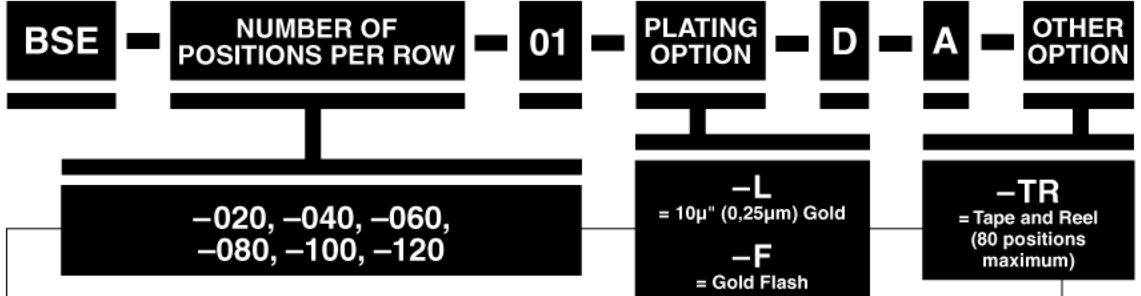 BSE
NUMBER OF
POSITIONS PER ROW
01
PLATING
OPTION
D
A
OTHER
OPTION
–020, –040, –060,
–080, –100, –120
–L
= 10µ" (0,25µm) Gold
–F
= Gold Flash
–TR
= Tape and Reel
(80 positions
maximum)